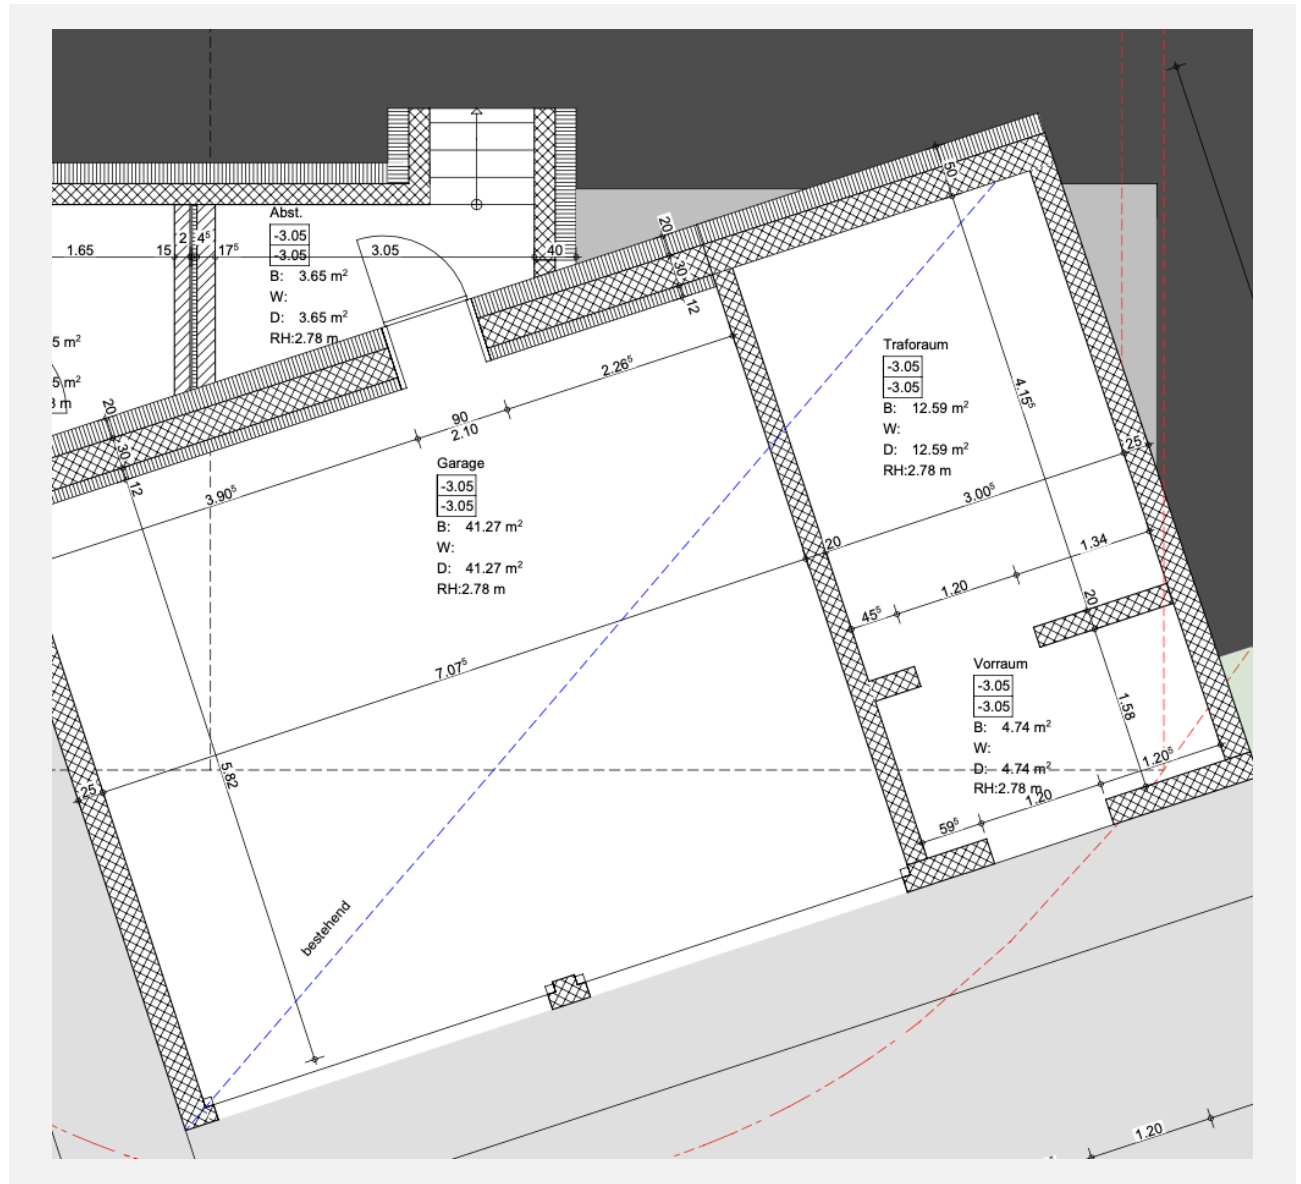 Abst.
-3.05
-3.05
B: 3.65 m²
W:
D: 3.65 m²
RH:2.78 m
1.65
15
2
4⁵
17⁵
3.05
40
5 m²
5 m²
3 m
20
30
12
20
30
12
50
2.26⁵
90
2.10
3.90⁵
Garage
-3.05
-3.05
B: 41.27 m²
W:
D: 41.27 m²
RH:2.78 m
Traforaum
-3.05
-3.05
B: 12.59 m²
W:
D: 12.59 m²
RH:2.78 m
4.15⁵
25
3.00⁵
20
1.34
1.20
45⁵
20
7.07⁵
5.82
25
Vorraum
-3.05
-3.05
B: 4.74 m²
W:
D: 4.74 m²
RH:2.78 m
1.58
1.20⁵
1.20
59⁵
bestehend
1.20